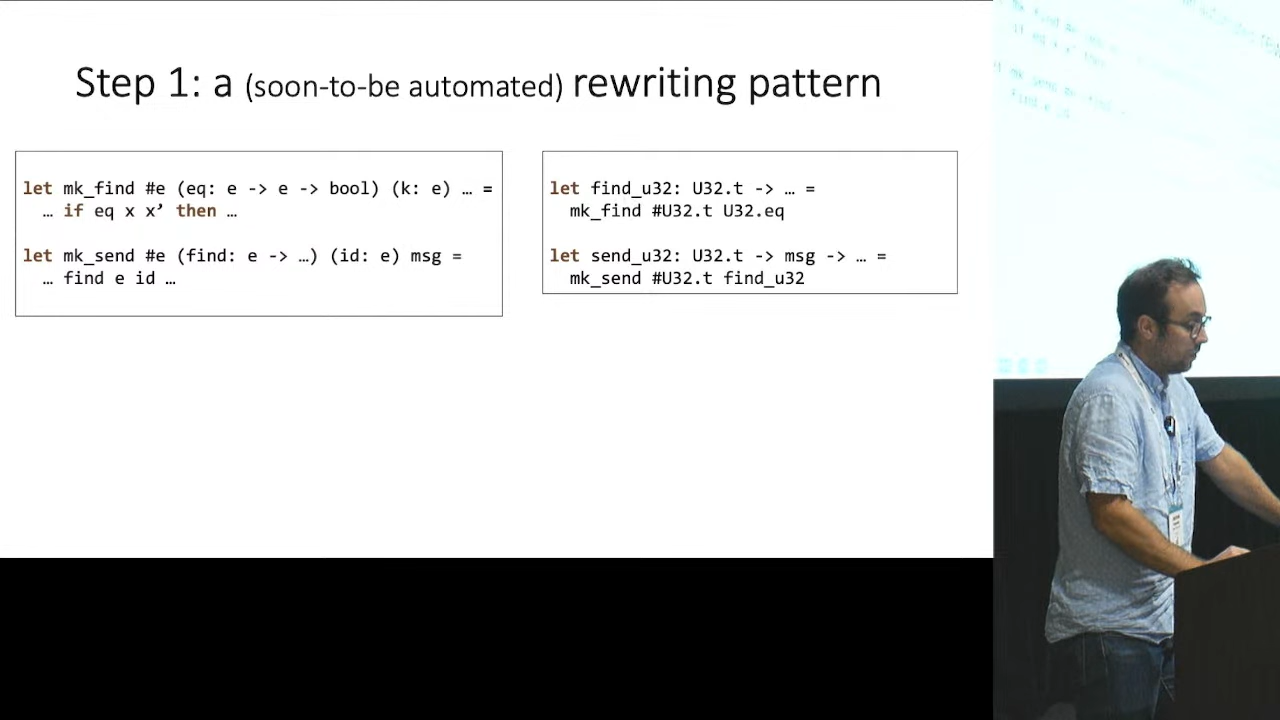 Step 1: a (soon-to-be automated) rewriting pattern
let mk_find #e (eq: e -> e -> bool) (k: e) … =
… if eq x x’ then …
let mk_send #e (find: e -> …) (id: e) msg =
… find e id …
let find_u32: U32.t -> … =
mk_find #U32.t U32.eq
let send_u32: U32.t -> msg -> … =
mk_send #U32.t find_u32